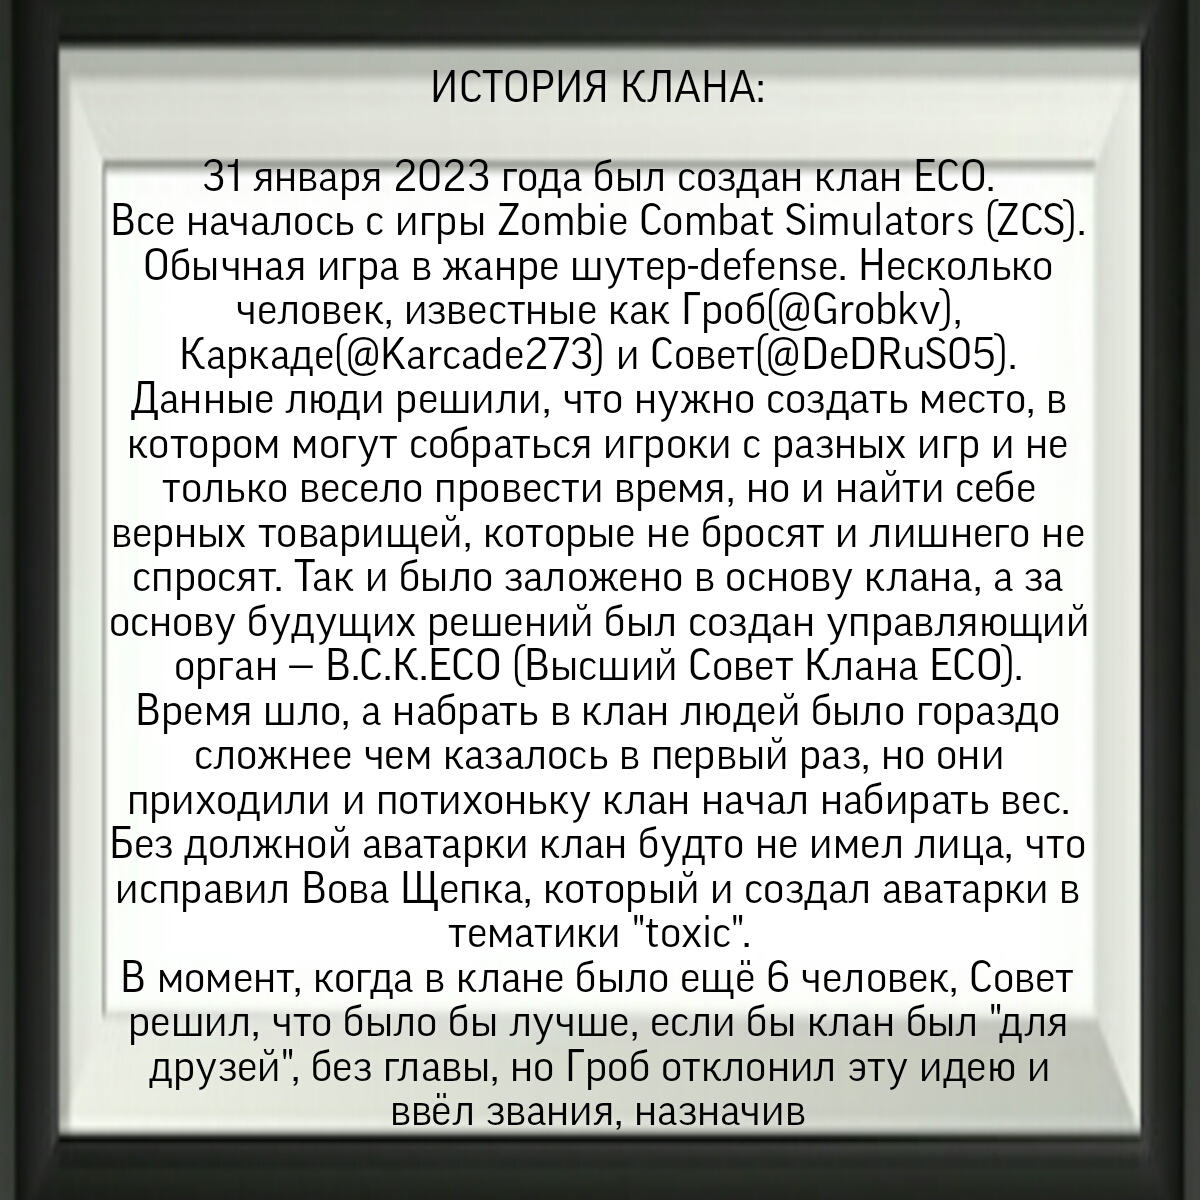 ИСТОРИЯ КЛАНА:
31 января 2023 года был создан клан ECO.
Все началось с игры Zombie Combat Simulators (ZCS).
Обычная игра в жанре шутер-defense. Несколько
человек, известные как Гроб(@Grobkv),
Каркаде(@Karcade273) и Совет(@DeDRuS05).
Данные люди решили, что нужно создать место, в
котором могут собраться игроки с разных игр и не
только весело провести время, но и найти себе
верных товарищей, которые не бросят и лишнего не
спросят. Так и было заложено в основу клана, а за
основу будущих решений был создан управляющий
орган – В.С.К.ECO (Высший Совет Клана ECO).
Время шло, а набрать в клан людей было гораздо
сложнее чем казалось в первый раз, но они
приходили и потихоньку клан начал набирать вес.
Без должной аватарки клан будто не имел лица, что
исправил Вова Щепка, который и создал аватарки в
тематики "toxic".
В момент, когда в клане было ещё 6 человек, Совет
решил, что было бы лучше, если бы клан был "для
друзей", без главы, но Гроб отклонил эту идею и
ввёл звания, назначив